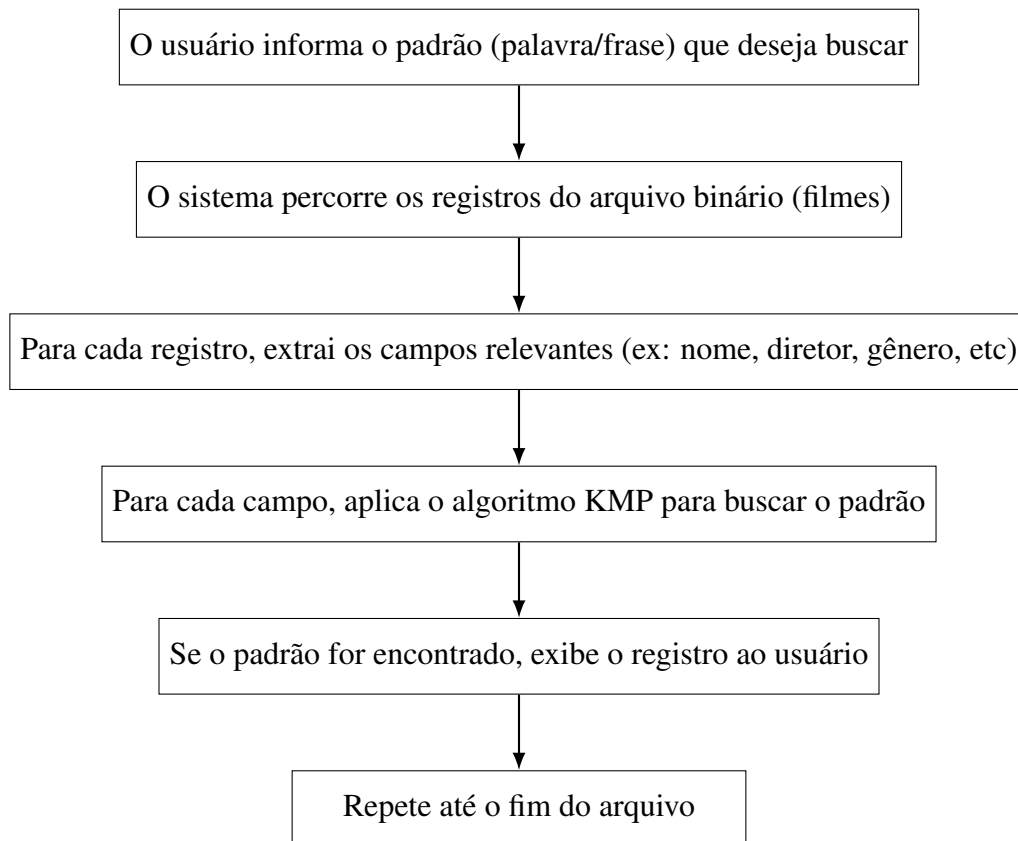 O usuário informa o padrão (palavra/frase) que deseja buscar
O sistema percorre os registros do arquivo binário (filmes)
Para cada registro, extrai os campos relevantes (ex: nome, diretor, gênero, etc)
Para cada campo, aplica o algoritmo KMP para buscar o padrão
Se o padrão for encontrado, exibe o registro ao usuário
Repete até o fim do arquivo